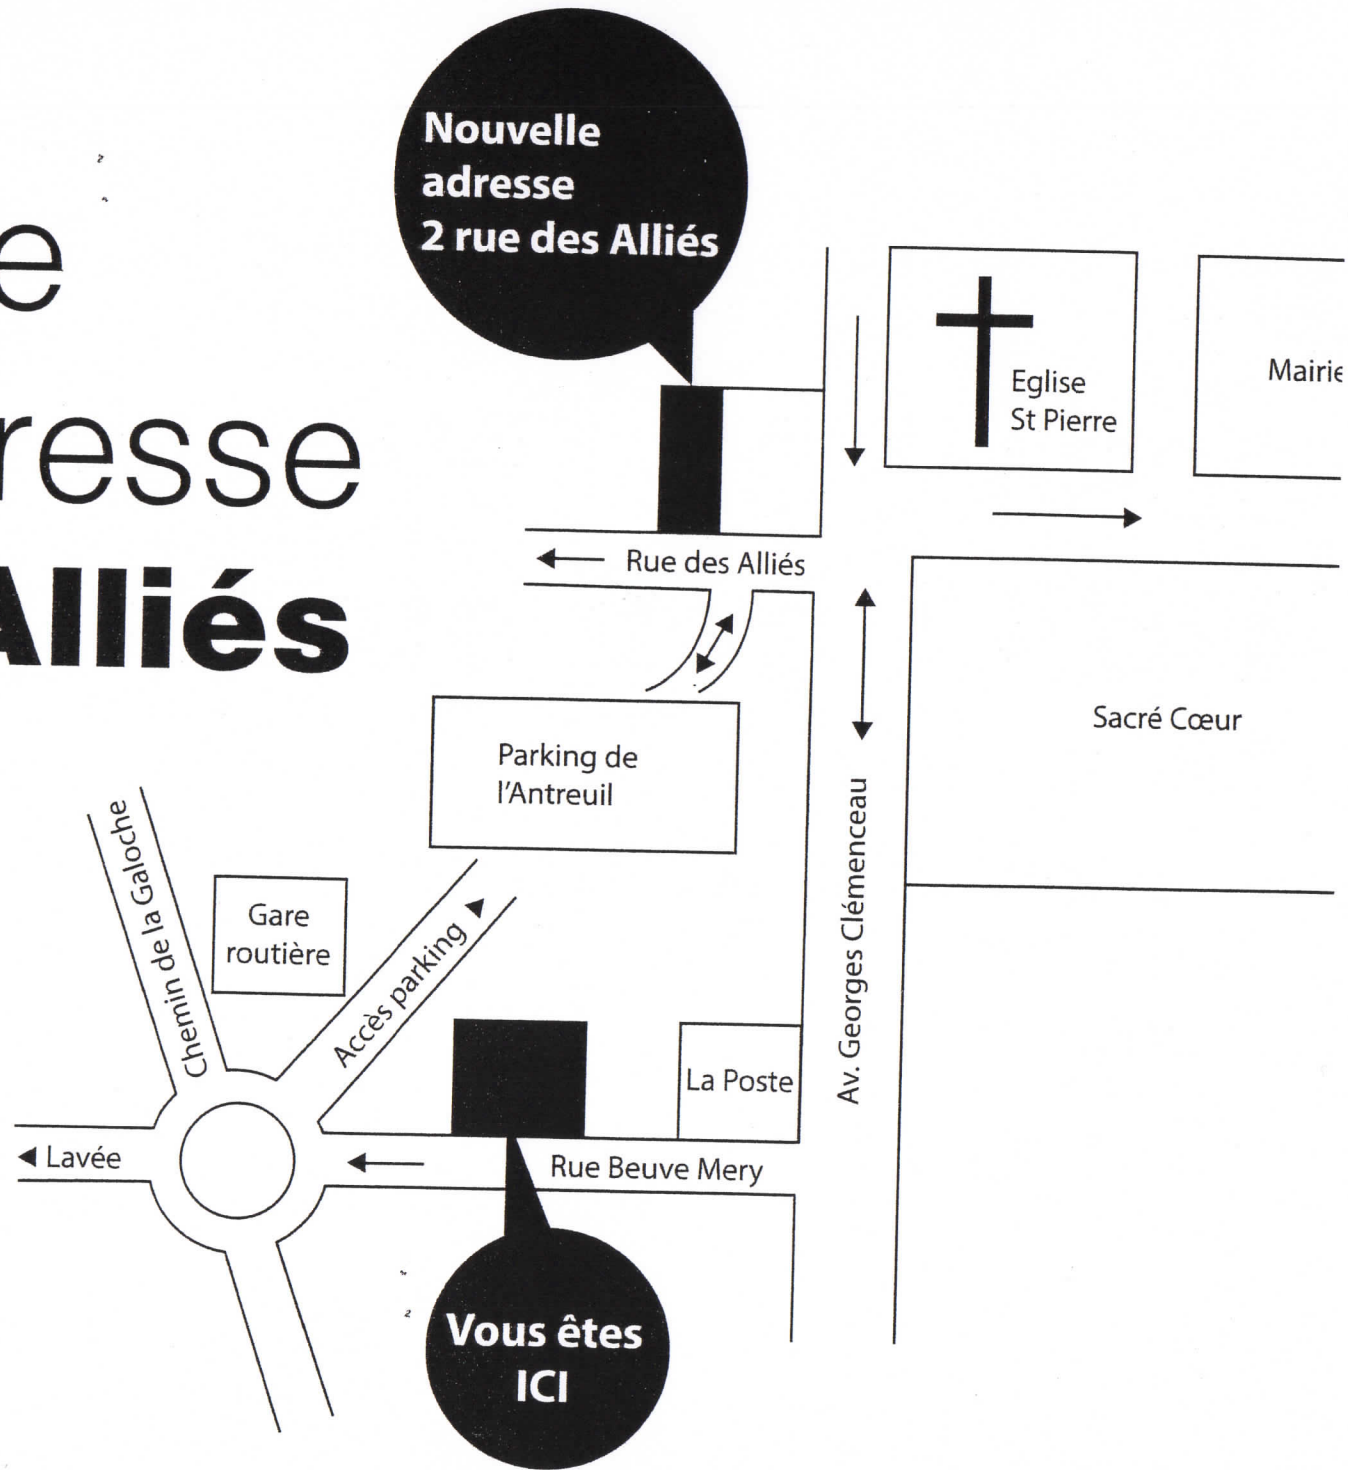 Nouvelle
adresse
2 rue des Alliés
e
resse
Alliés
Eglise
St Pierre
Mairie
Rue des Alliés
Sacré Cœur
Parking de
l'Antreuil
Av. Georges Clémenceau
Chemin de la Galoche
Gare
routière
Accès parking
La Poste
Lavée
Rue Beuve Mery
Vous êtes
ICI